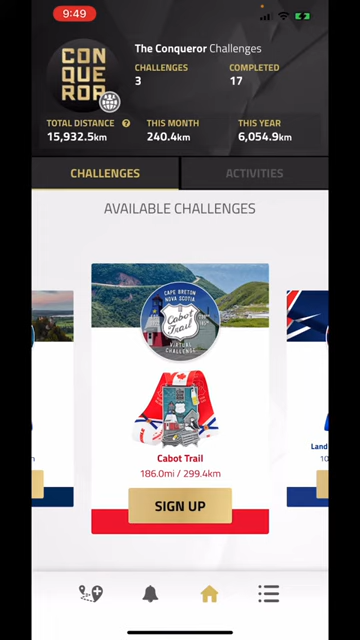 9:49
CON
QUE
ROR
The Conqueror Challenges
CHALLENGES
3
COMPLETED
17
TOTAL DISTANCE ?
15,932.5km
THIS MONTH
240.4km
THIS YEAR
6,054.9km
CHALLENGES
ACTIVITIES
AVAILABLE CHALLENGES
CAPE BRETON
NOVA SCOTIA
Cabot
Trail
VIRTUAL
CHALLENGE
Cabot Trail
186.0mi / 299.4km
SIGN UP
Land
10